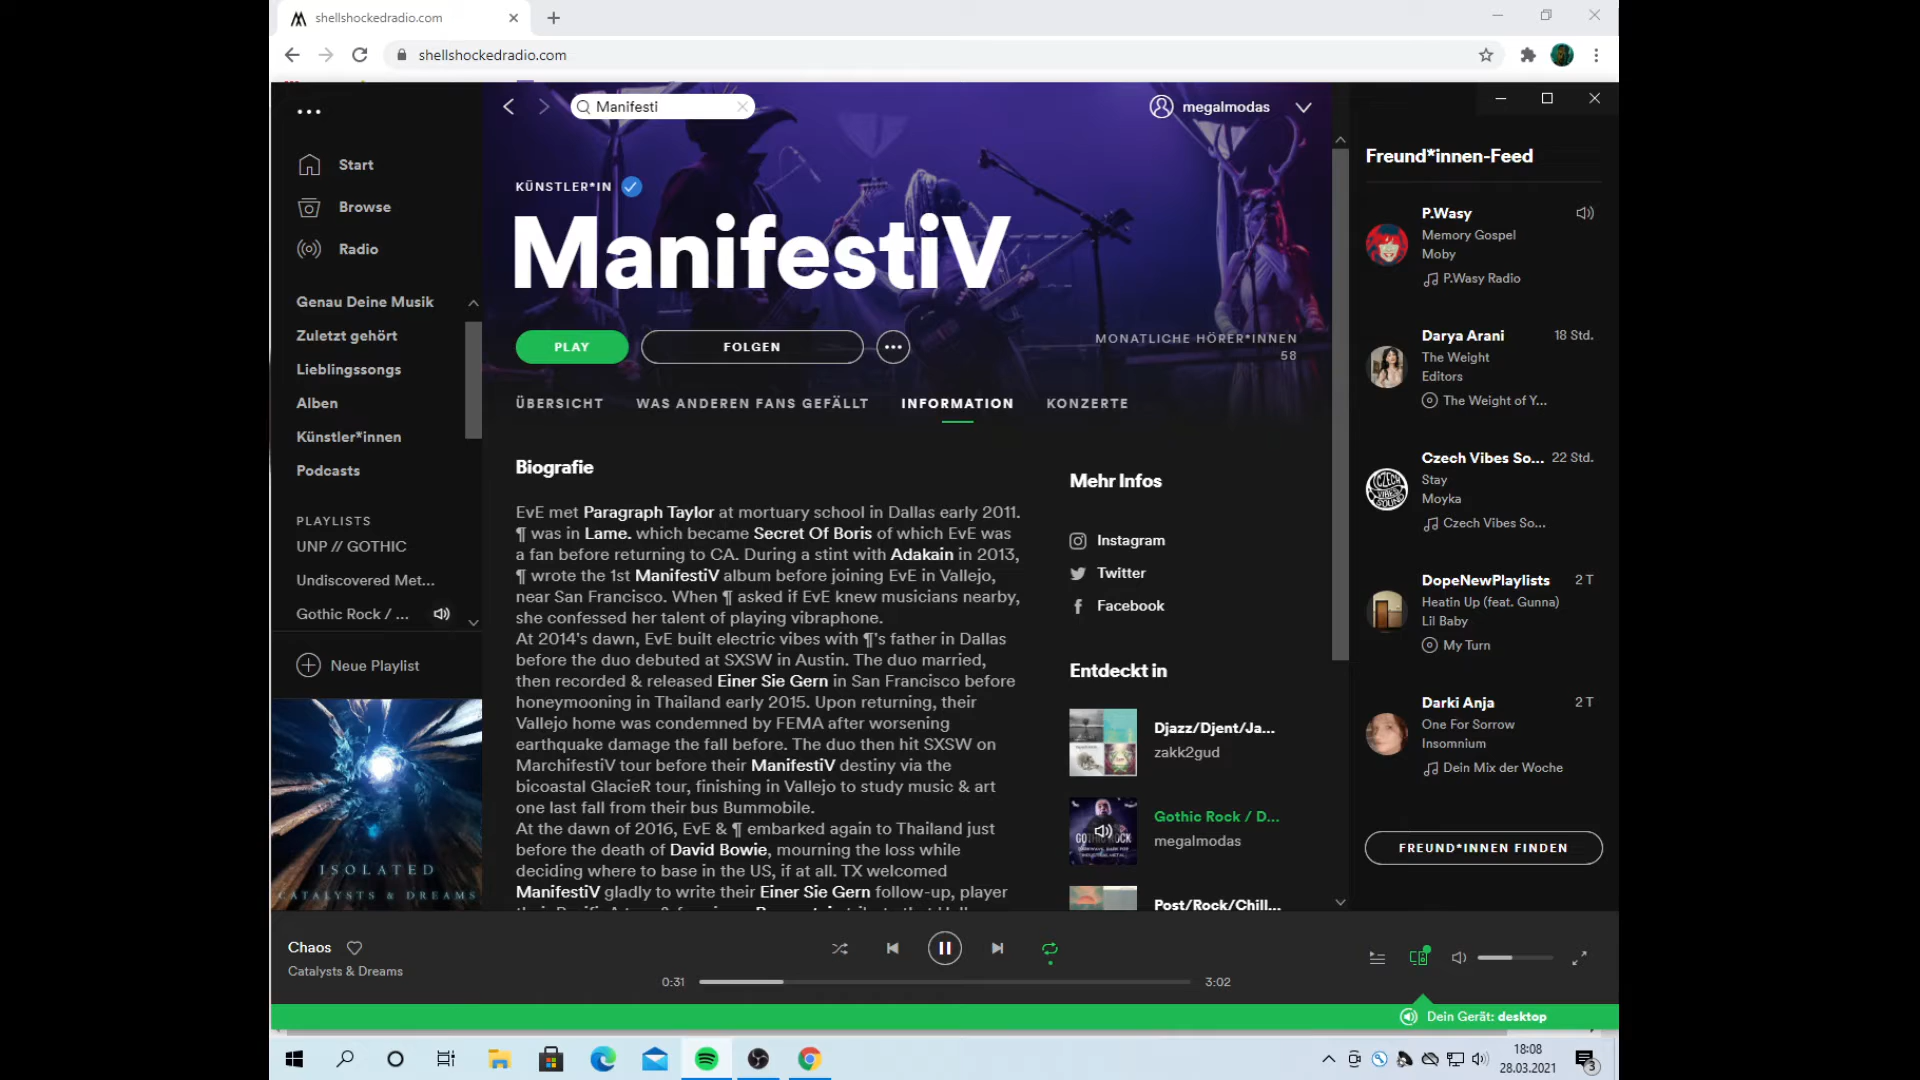 shellshockedradio.com
shellshockedradio.com
Manifesti
megalmodas
Start
Browse
Radio
Genau Deine Musik
Zuletzt gehört
Lieblingssongs
Alben
Künstler*innen
Podcasts
PLAYLISTS
UNP // GOTHIC
Undiscovered Met...
Gothic Rock / ...
Neue Playlist
ISOLATED
CATALYSTS & DREAMS
KÜNSTLER*IN
ManifestiV
PLAY
FOLGEN
MONATLICHE HÖRER*INNEN
58
ÜBERSICHT
WAS ANDEREN FANS GEFÄLLT
INFORMATION
KONZERTE
Biografie
EvE met Paragraph Taylor at mortuary school in Dallas early 2011.
¶ was in Lame. which became Secret Of Boris of which EvE was
a fan before returning to CA. During a stint with Adakain in 2013,
¶ wrote the 1st ManifestiV album before joining EvE in Vallejo,
near San Francisco. When ¶ asked if EvE knew musicians nearby,
she confessed her talent of playing vibraphone.
At 2014's dawn, EvE built electric vibes with ¶'s father in Dallas
before the duo debuted at SXSW in Austin. The duo married,
then recorded & released Einer Sie Gern in San Francisco before
honeymooning in Thailand early 2015. Upon returning, their
Vallejo home was condemned by FEMA after worsening
earthquake damage the fall before. The duo then hit SXSW on
MarchifestiV tour before their ManifestiV destiny via the
bicoastal GlacieR tour, finishing in Vallejo to study music & art
one last fall from their bus Bummobile.
At the dawn of 2016, EvE & ¶ embarked again to Thailand just
before the death of David Bowie, mourning the loss while
deciding where to base in the US, if at all. TX welcomed
ManifestiV gladly to write their Einer Sie Gern follow-up, player
Mehr Infos
Instagram
Twitter
Facebook
Entdeckt in
Djazz/Djent/Ja...
zakk2gud
GOTHIC ROCK
Gothic Rock / D...
megalmodas
Post/Rock/Chill...
Freund*innen-Feed
P.Wasy
Memory Gospel
Moby
P.Wasy Radio
Darya Arani 18 Std.
The Weight
Editors
The Weight of Y...
CZECH VIBES SOUND
Czech Vibes So... 22 Std.
Stay
Moyka
Czech Vibes So...
DopeNewPlaylists 2 T
Heatin Up (feat. Gunna)
Lil Baby
My Turn
Darki Anja 2 T
One For Sorrow
Insomnium
Dein Mix der Woche
FREUND*INNEN FINDEN
Chaos
Catalysts & Dreams
0:31
3:02
Dein Gerät: desktop
18:08
28.03.2021
3